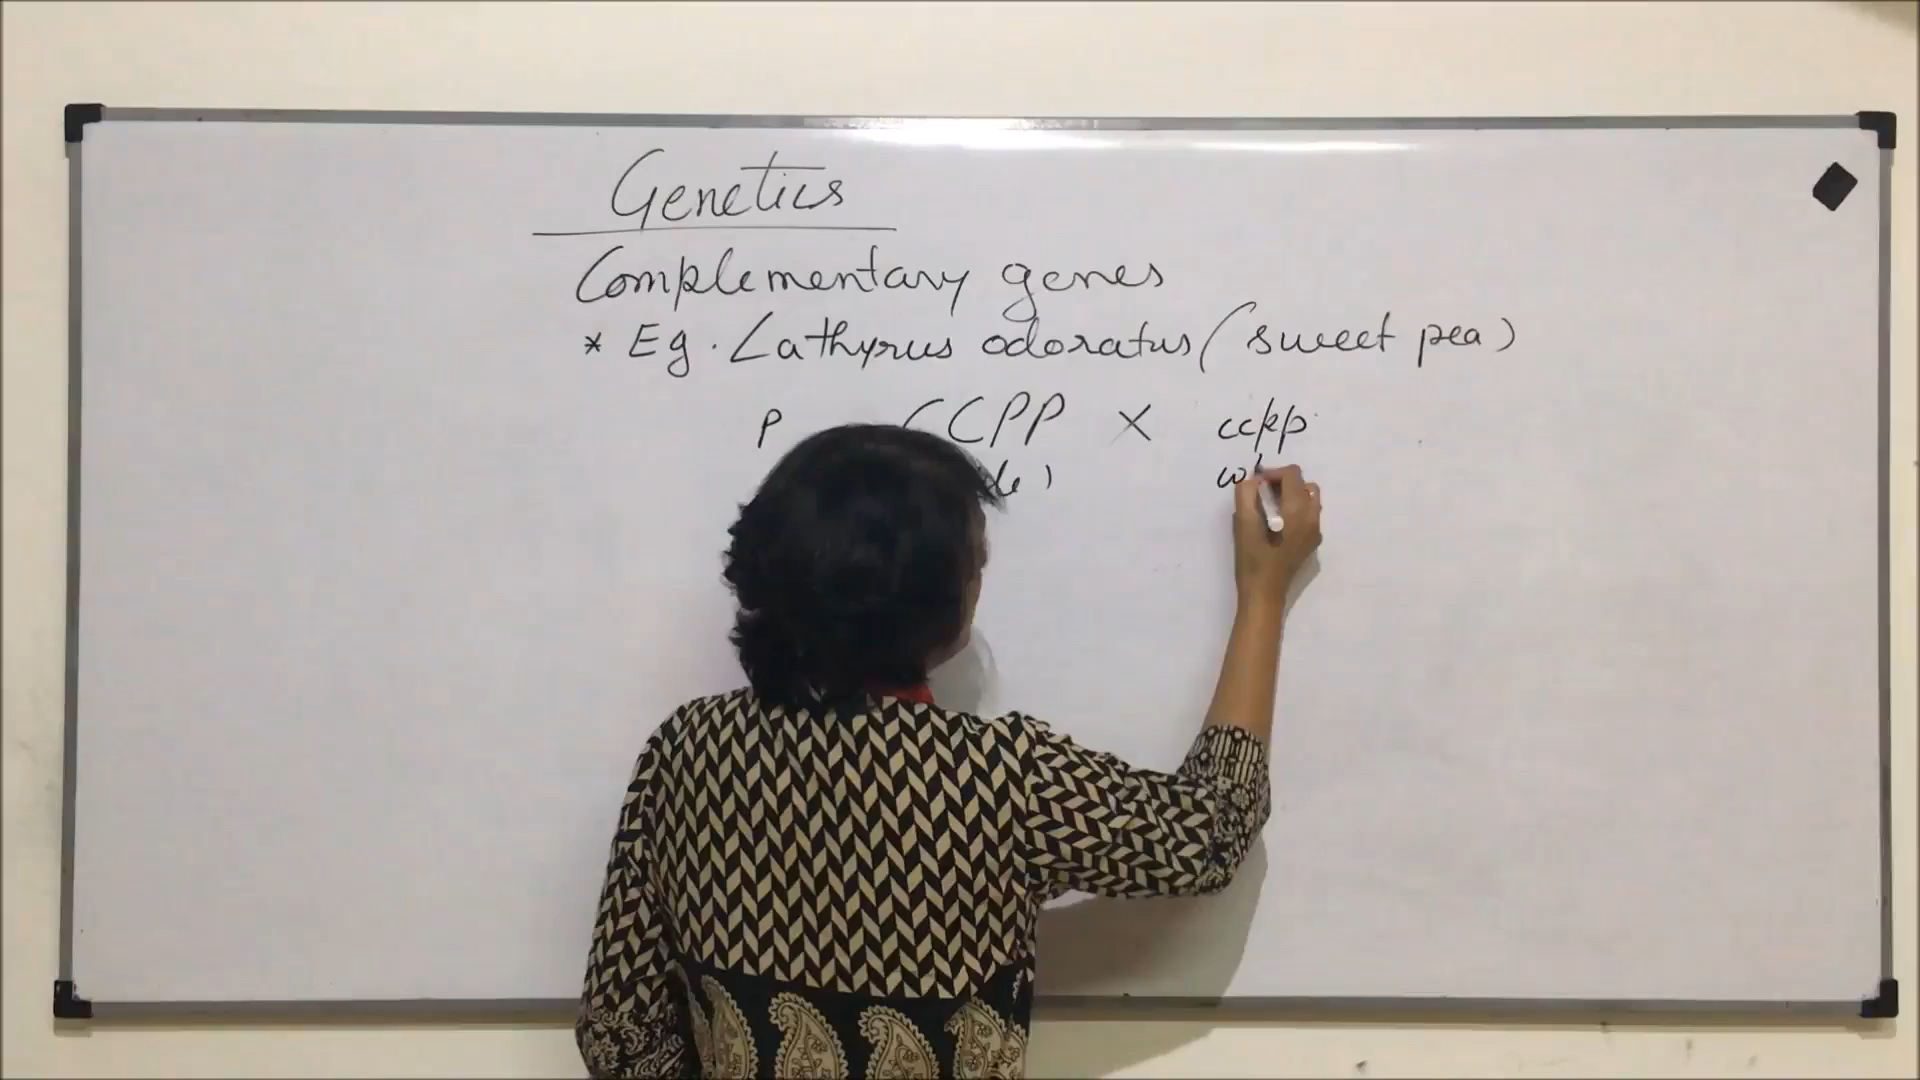 Genetics
Complementary genes
* Eg. Lathyrus odoratus (sweet pea)
P CCPP X ccpp